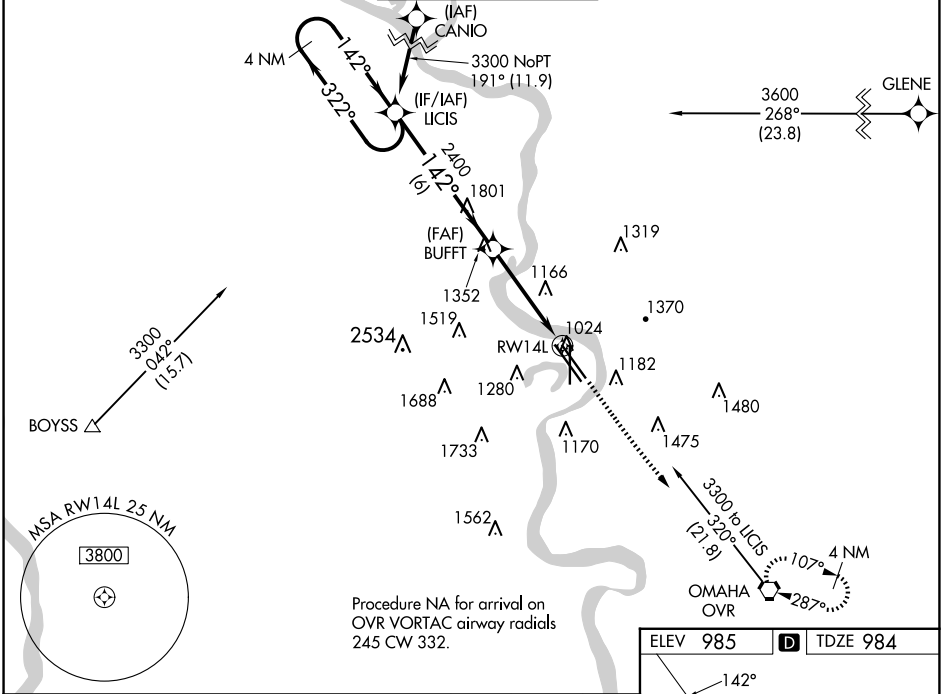 (IAF)
CANIO
4 NM
142°
322°
3300 NoPT
191° (11.9)
(IF/IAF)
LICIS
GLENE
3600
268°
(23.8)
2400
142°
(6)
1801
(FAF)
BUFFT
1352
1319
1166
1370
1519
2534
1024
RW14L
1182
1280
1688
1480
1475
1733
1170
1562
3300
042°
(15.7)
BOYSS
MSA RW14L 25 NM
3800
3300 to LICIS
320°
(21.8)
4 NM
107°
287°
OMAHA
OVR
Procedure NA for arrival on
OVR VORTAC airway radials
245 CW 332.
ELEV 985 D TDZE 984
142°